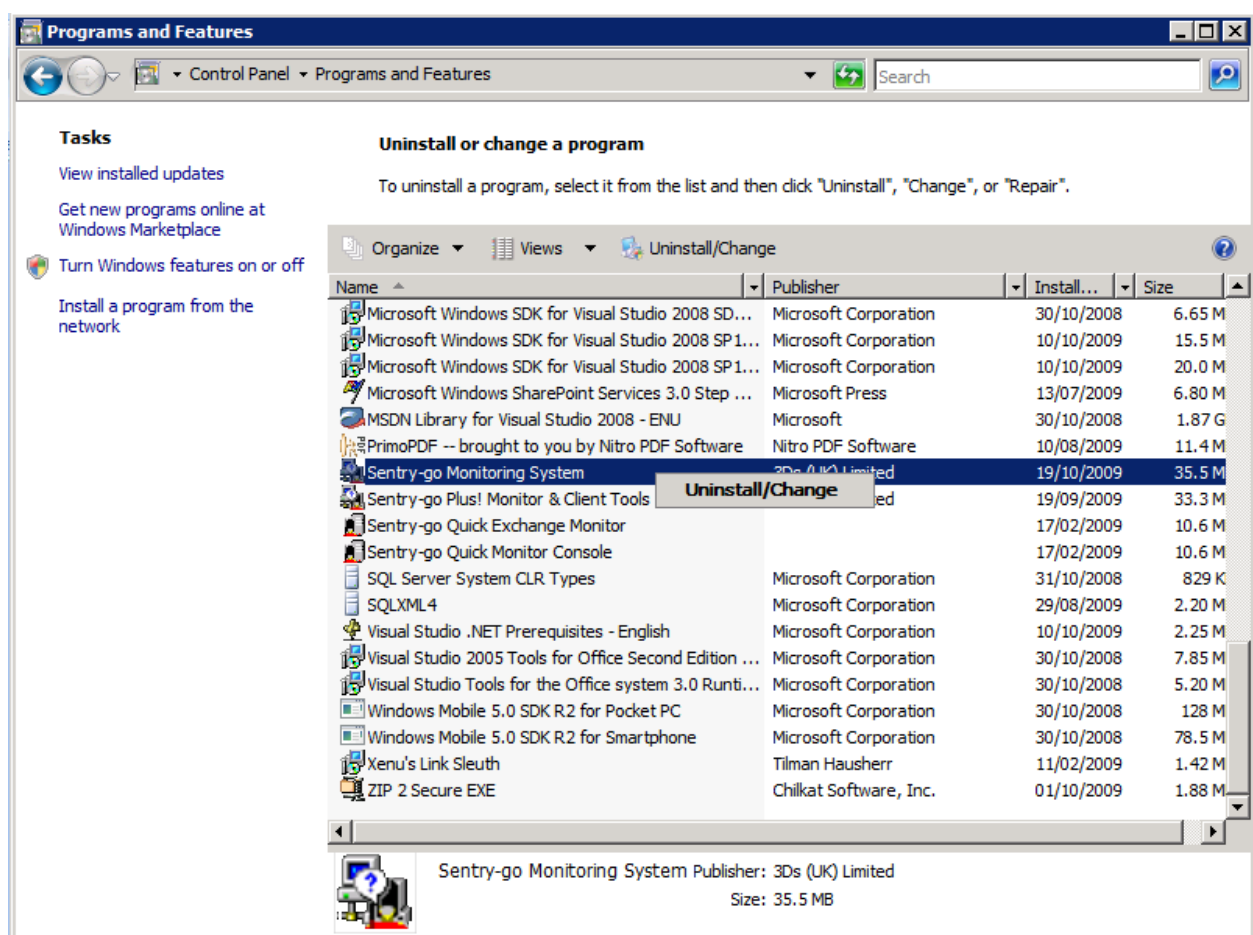 Programs and Features
Control Panel Programs and Features Search
Tasks
View installed updates
Get new programs online at
Windows Marketplace
Turn Windows features on or off
Install a program from the
network
Uninstall or change a program
To uninstall a program, select it from the list and then click "Uninstall", "Change", or "Repair".
Organize Views Uninstall/Change
Name Publisher Install... Size
Microsoft Windows SDK for Visual Studio 2008 SD... Microsoft Corporation 30/10/2008 6.65 M
Microsoft Windows SDK for Visual Studio 2008 SP1... Microsoft Corporation 10/10/2009 15.5 M
Microsoft Windows SDK for Visual Studio 2008 SP1... Microsoft Corporation 10/10/2009 20.0 M
Microsoft Windows SharePoint Services 3.0 Step ... Microsoft Press 13/07/2009 6.80 M
MSDN Library for Visual Studio 2008 - ENU Microsoft 30/10/2008 1.87 G
PrimoPDF -- brought to you by Nitro PDF Software Nitro PDF Software 10/08/2009 11.4 M
Sentry-go Monitoring System 3Ds (UK) Limited 19/10/2009 35.5 M
Uninstall/Change
Sentry-go Plus! Monitor & Client Tools ed 19/09/2009 33.3 M
Sentry-go Quick Exchange Monitor 17/02/2009 10.6 M
Sentry-go Quick Monitor Console 17/02/2009 10.6 M
SQL Server System CLR Types Microsoft Corporation 31/10/2008 829 K
SQLXML4 Microsoft Corporation 29/08/2009 2.20 M
Visual Studio .NET Prerequisites - English Microsoft Corporation 10/10/2009 2.25 M
Visual Studio 2005 Tools for Office Second Edition ... Microsoft Corporation 30/10/2008 7.85 M
Visual Studio Tools for the Office system 3.0 Runti... Microsoft Corporation 30/10/2008 5.20 M
Windows Mobile 5.0 SDK R2 for Pocket PC Microsoft Corporation 30/10/2008 128 M
Windows Mobile 5.0 SDK R2 for Smartphone Microsoft Corporation 30/10/2008 78.5 M
Xenu's Link Sleuth Tilman Hausherr 11/02/2009 1.42 M
ZIP 2 Secure EXE Chilkat Software, Inc. 01/10/2009 1.88 M
Sentry-go Monitoring System Publisher: 3Ds (UK) Limited
Size: 35.5 MB